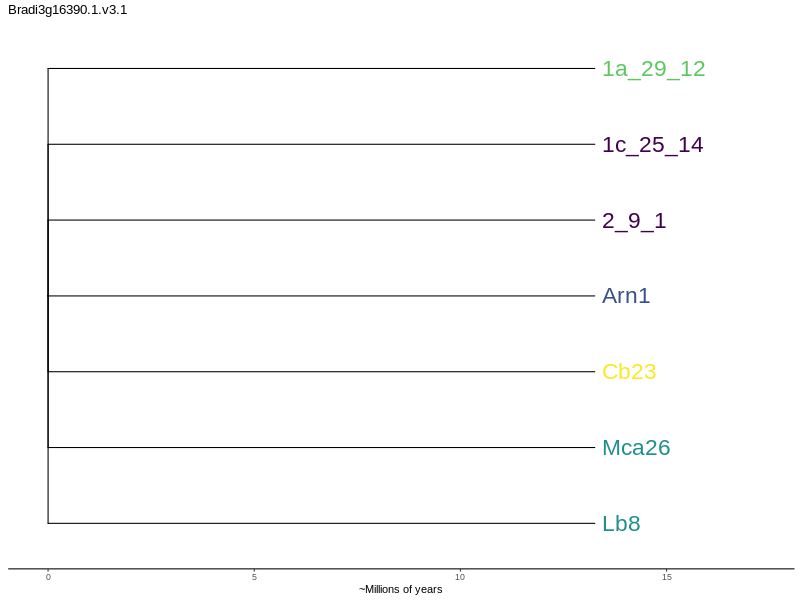 Bradi3g16390.1.v3.1
1a_29_12
1c_25_14
2_9_1
Arn1
Cb23
Mca26
Lb8
0 5 10 15
~Millions of years